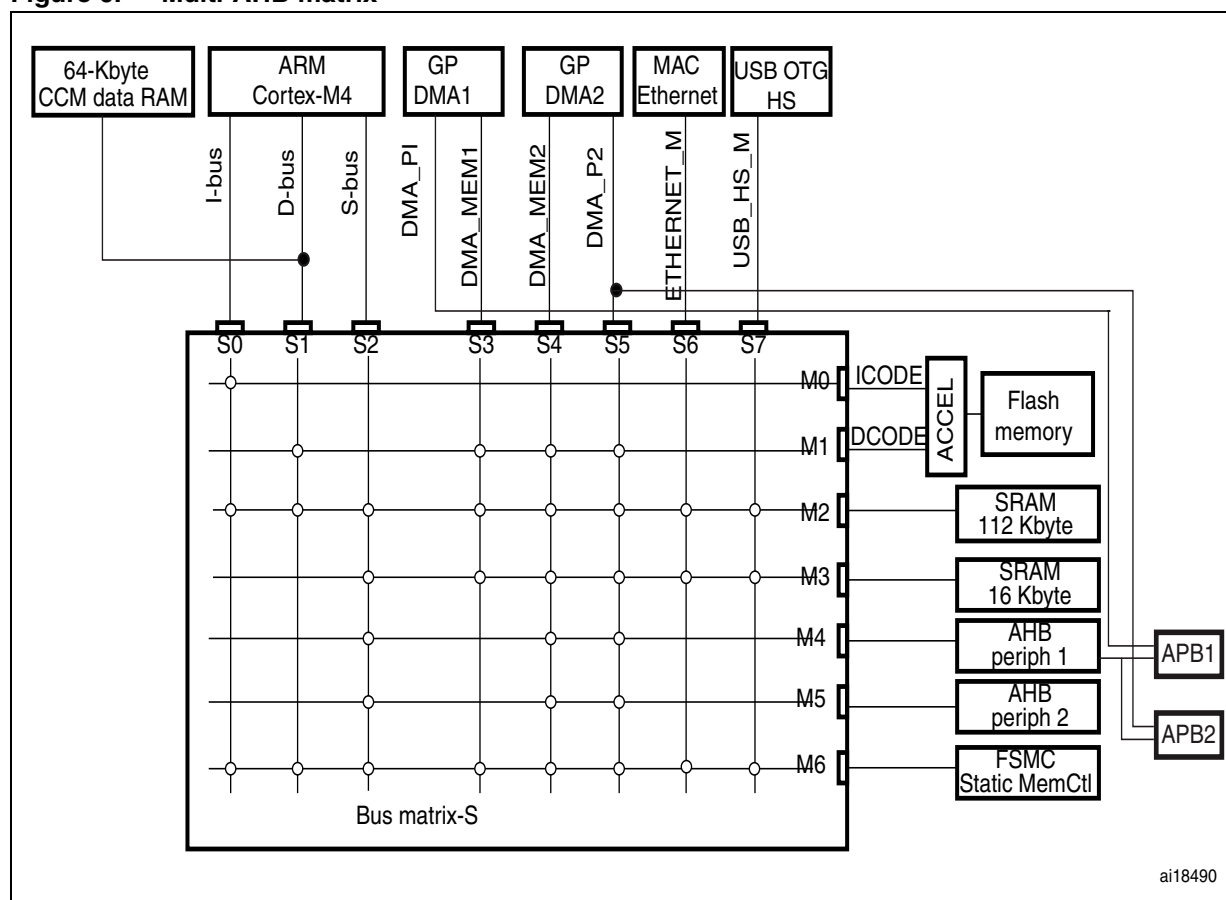 64-Kbyte
CCM data RAM
ARM
Cortex-M4
GP
DMA1
GP
DMA2
MAC
Ethernet
USB OTG
HS
I-bus
D-bus
S-bus
DMA_PI
DMA_MEM1
DMA_MEM2
DMA_P2
ETHERNET_M
USB_HS_M
S0
S1
S2
S3
S4
S5
S6
S7
M0
ICODE
M1
DCODE
ACCEL
Flash
memory
M2
SRAM
112 Kbyte
M3
SRAM
16 Kbyte
M4
AHB
periph 1
APB1
M5
AHB
periph 2
APB2
M6
FSMC
Static MemCtl
Bus matrix-S
ai18490